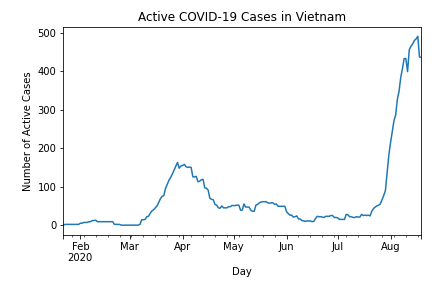 Active COVID-19 Cases in Vietnam
500
400
300
200
100
0
Number of Active Cases
Feb
2020
Mar
Apr
May
Jun
Jul
Aug
Day